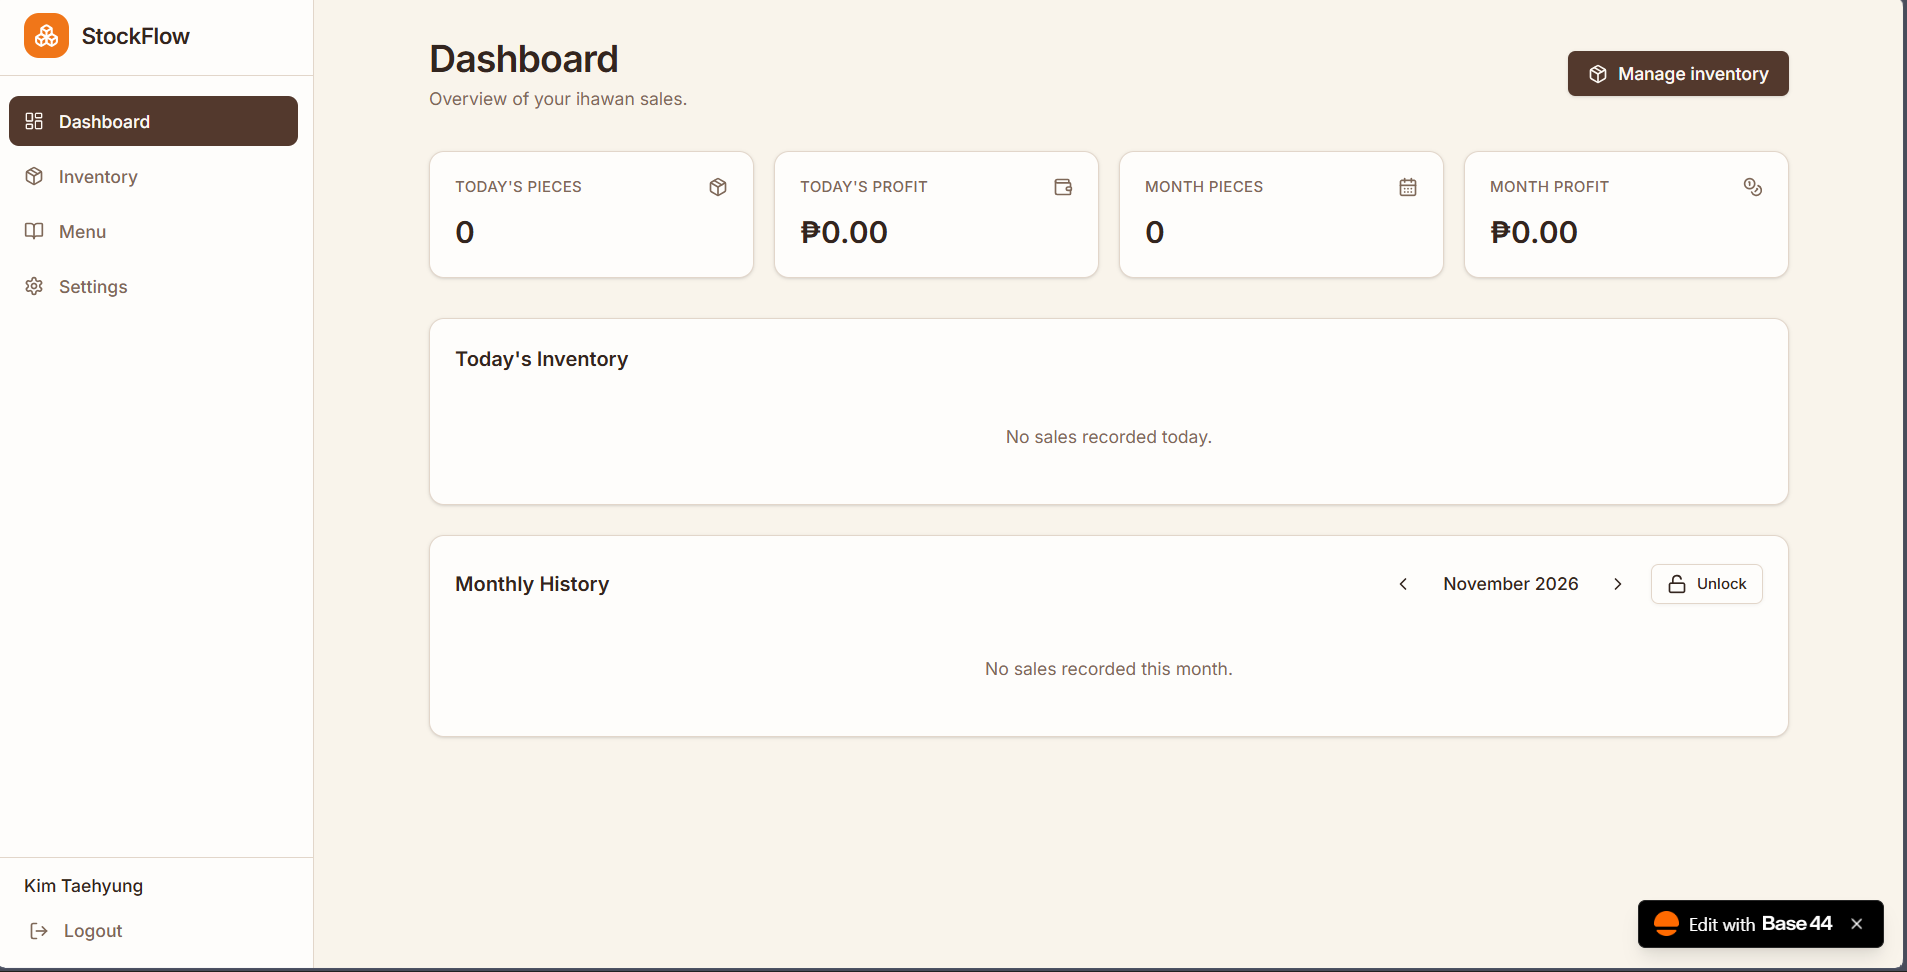 StockFlow
Dashboard
Inventory
Menu
Settings
Kim Taehyung
Logout
Dashboard
Overview of your ihawan sales.
Manage inventory
TODAY'S PIECES
0
TODAY'S PROFIT
₱0.00
MONTH PIECES
0
MONTH PROFIT
₱0.00
Today's Inventory
No sales recorded today.
Monthly History
November 2026
Unlock
No sales recorded this month.
Edit with Base44